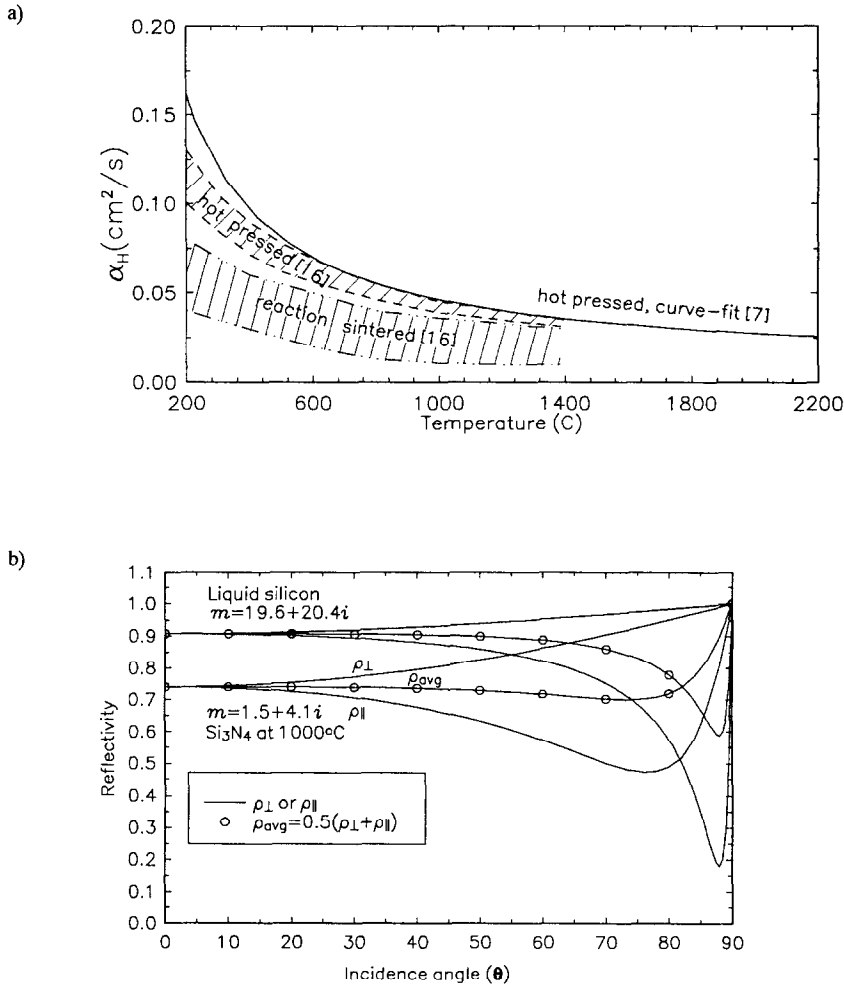 a)
0.20
0.15
0.10
0.05
0.00
α_H (cm²/s)
hot pressed [16]
reaction sintered [16]
hot pressed, curve-fit [7]
200 600 1000 1400 1800 2200
Temperature (C)
b)
1.1
1.0
0.9
0.8
0.7
0.6
0.5
0.4
0.3
0.2
0.1
0.0
Reflectivity
Liquid silicon
m=19.6+20.4i
ρ⊥
ρavg
m=1.5+4.1i ρ∥
Si₃N₄ at 1000°C
ρ⊥ or ρ∥
ρavg=0.5(ρ⊥+ρ∥)
0 10 20 30 40 50 60 70 80 90
Incidence angle (θ)